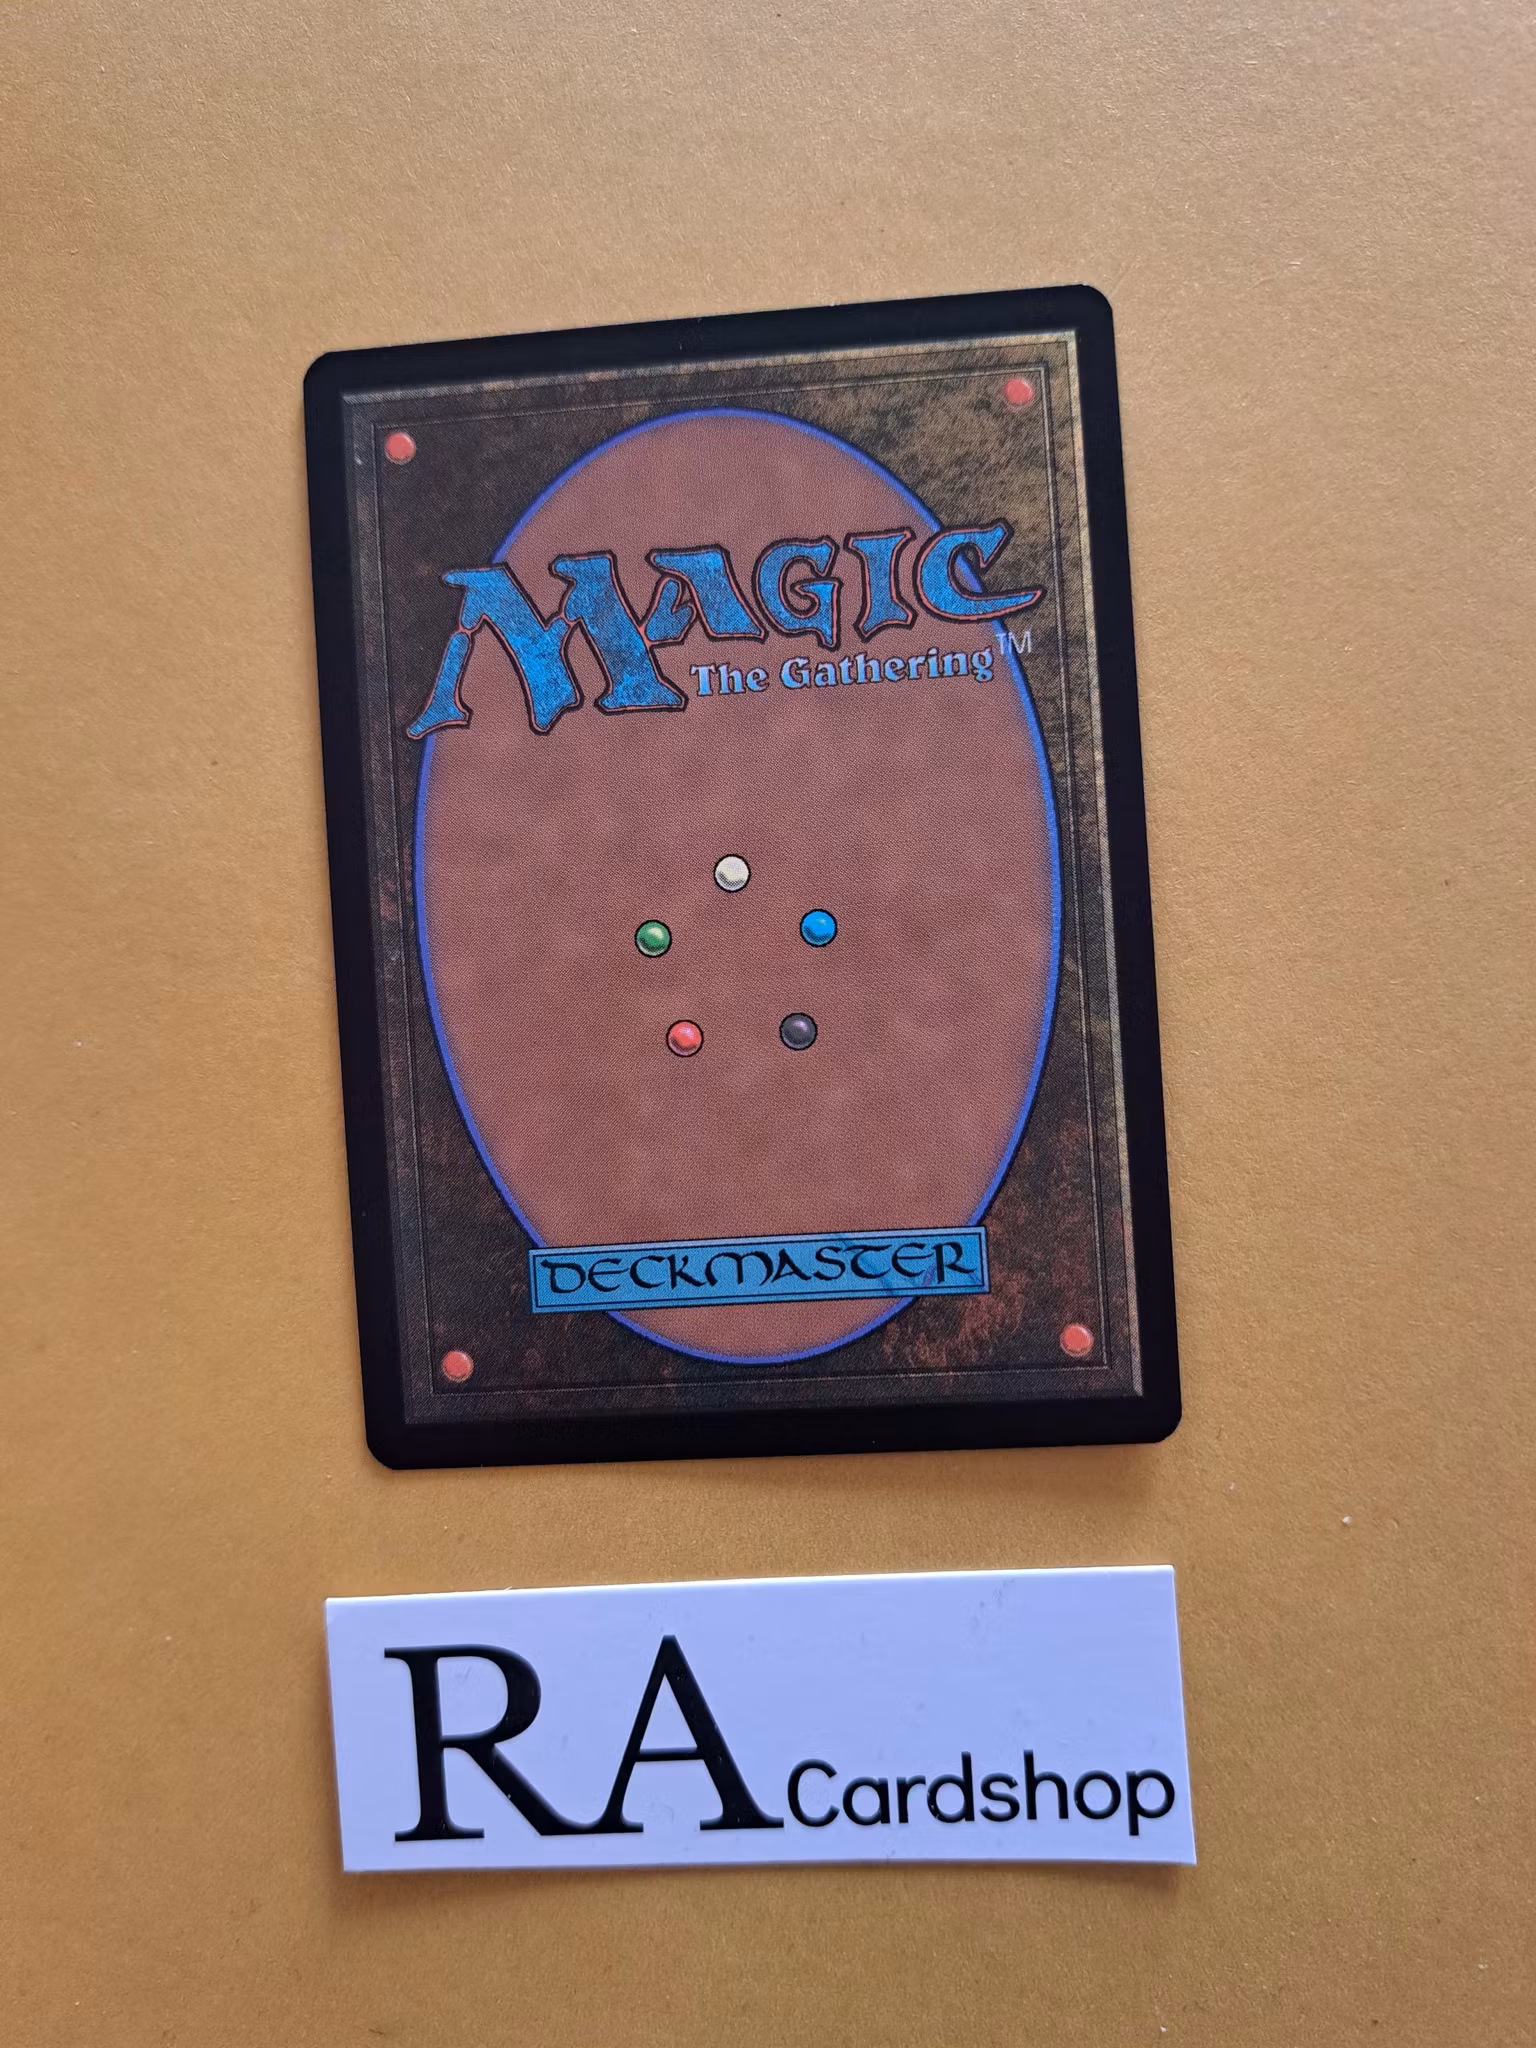 MAGIC
The Gathering™
DECKMASTER
RA Cardshop